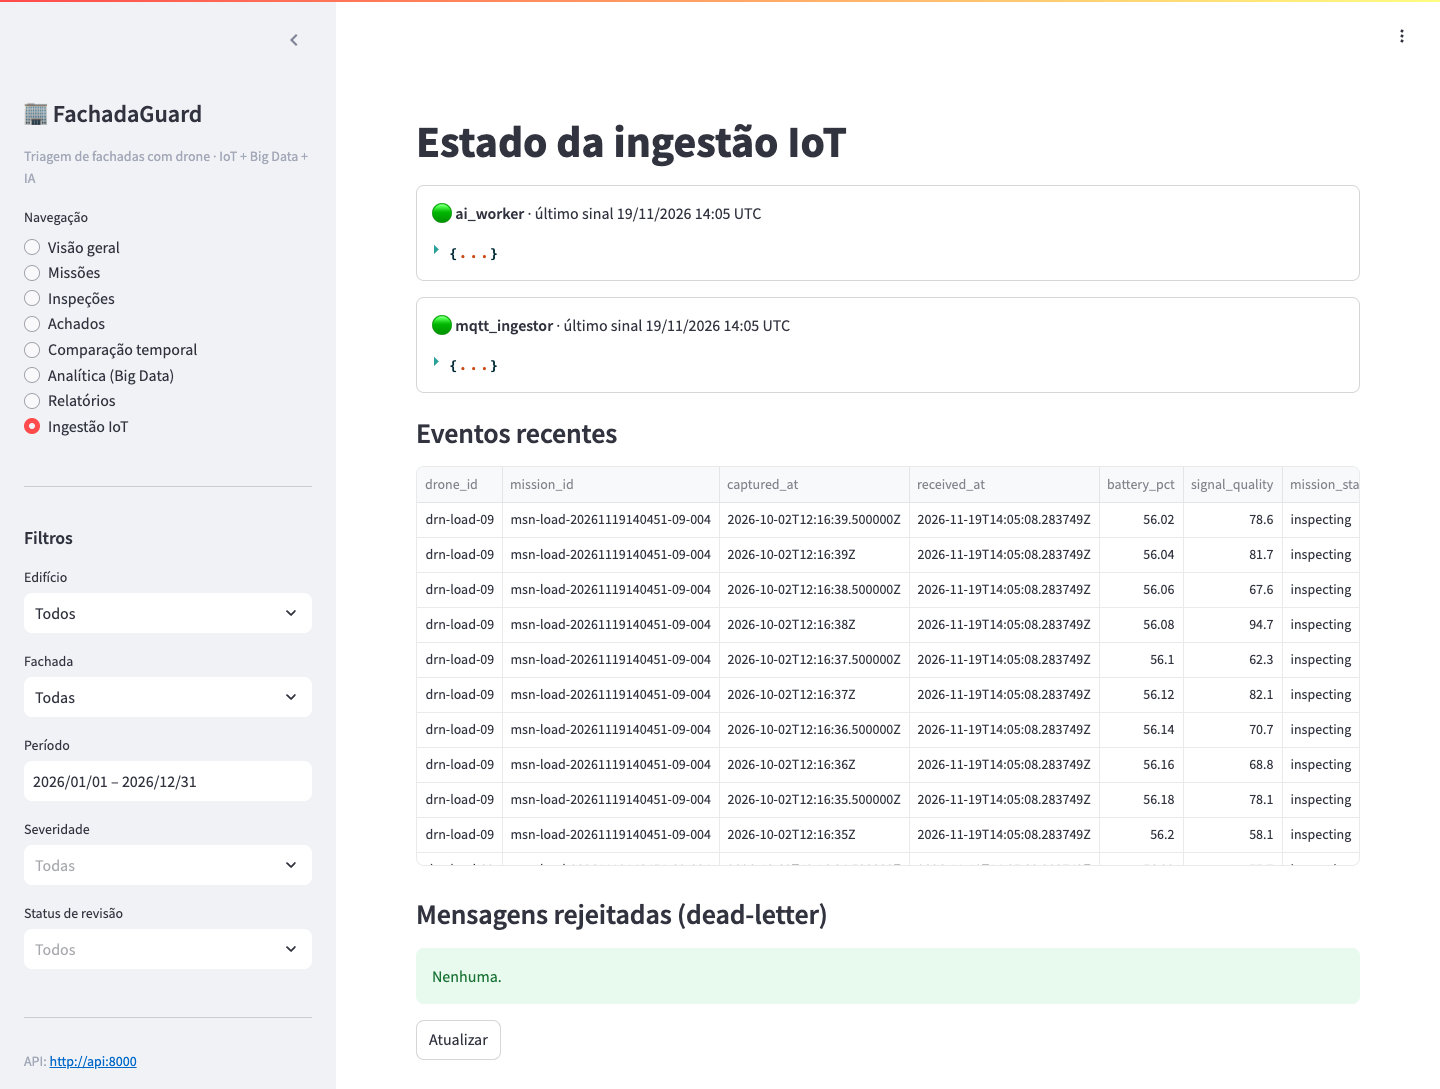 FachadaGuard
Triagem de fachadas com drone · IoT + Big Data +
IA
Navegação
Visão geral
Missões
Inspeções
Achados
Comparação temporal
Analítica (Big Data)
Relatórios
Ingestão IoT
Filtros
Edifício
Todos
Fachada
Todas
Período
2026/01/01 – 2026/12/31
Severidade
Todas
Status de revisão
Todos
API: http://api:8000
Estado da ingestão IoT
ai_worker · último sinal 19/11/2026 14:05 UTC
{...}
mqtt_ingestor · último sinal 19/11/2026 14:05 UTC
{...}
Eventos recentes
drone_id mission_id captured_at received_at battery_pct signal_quality mission_sta
drn-load-09 msn-load-20261119140451-09-004 2026-10-02T12:16:39.500000Z 2026-11-19T14:05:08.283749Z 56.02 78.6 inspecting
drn-load-09 msn-load-20261119140451-09-004 2026-10-02T12:16:39Z 2026-11-19T14:05:08.283749Z 56.04 81.7 inspecting
drn-load-09 msn-load-20261119140451-09-004 2026-10-02T12:16:38.500000Z 2026-11-19T14:05:08.283749Z 56.06 67.6 inspecting
drn-load-09 msn-load-20261119140451-09-004 2026-10-02T12:16:38Z 2026-11-19T14:05:08.283749Z 56.08 94.7 inspecting
drn-load-09 msn-load-20261119140451-09-004 2026-10-02T12:16:37.500000Z 2026-11-19T14:05:08.283749Z 56.1 62.3 inspecting
drn-load-09 msn-load-20261119140451-09-004 2026-10-02T12:16:37Z 2026-11-19T14:05:08.283749Z 56.12 82.1 inspecting
drn-load-09 msn-load-20261119140451-09-004 2026-10-02T12:16:36.500000Z 2026-11-19T14:05:08.283749Z 56.14 70.7 inspecting
drn-load-09 msn-load-20261119140451-09-004 2026-10-02T12:16:36Z 2026-11-19T14:05:08.283749Z 56.16 68.8 inspecting
drn-load-09 msn-load-20261119140451-09-004 2026-10-02T12:16:35.500000Z 2026-11-19T14:05:08.283749Z 56.18 78.1 inspecting
drn-load-09 msn-load-20261119140451-09-004 2026-10-02T12:16:35Z 2026-11-19T14:05:08.283749Z 56.2 58.1 inspecting
Mensagens rejeitadas (dead-letter)
Nenhuma.
Atualizar